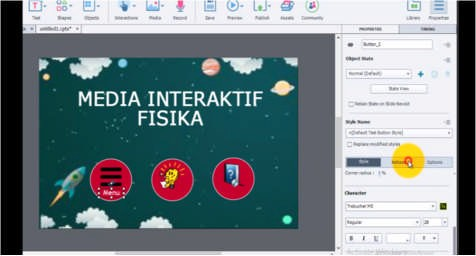 Text Shapes Objects Interactions Media Record Save Preview Publish Assets Community Library Properties
untitled1.cptx*
PROPERTIES TIMING
Button_2
Object State
Normal (Default)
State View
Retain State on Slide Revisit
Style Name
+[Default Text Button Style]
Replace modified styles
Style Options
Corner radius :
Character
Trebuchet MS
Regular 28
B I U
MEDIA INTERAKTIF
FISIKA
Menu